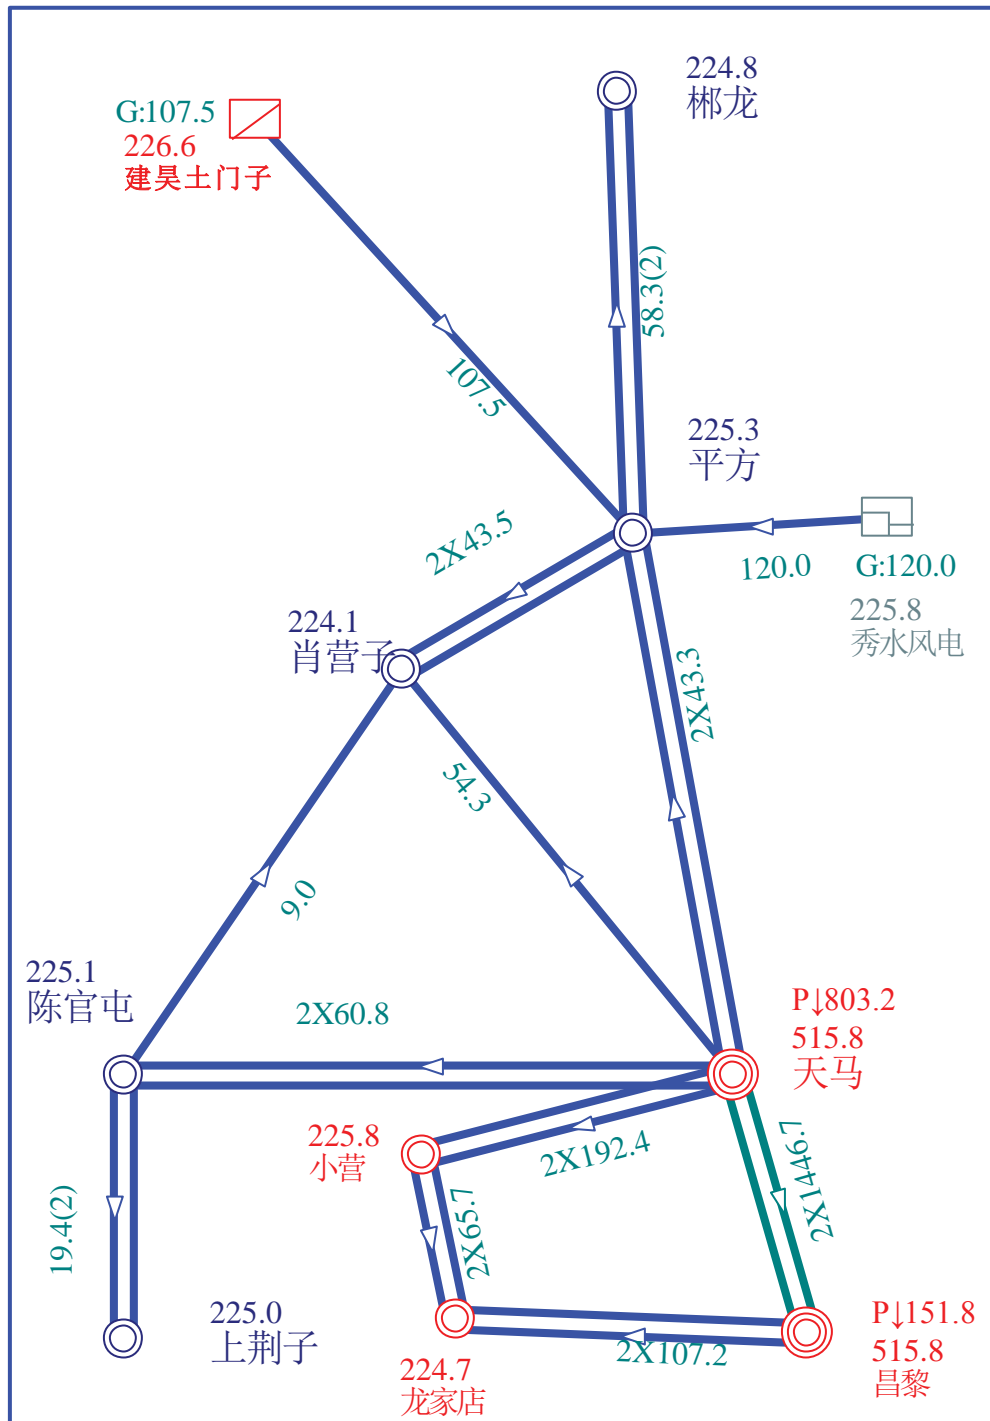 224.8
郴龙
G:107.5
226.6
建昊土门子
58.3(2)
107.5
225.3
平方
2X43.5
120.0
G:120.0
225.8
秀水风电
224.1
肖营子
2X43.3
54.3
9.0
225.1
陈官屯
2X60.8
P↓803.2
515.8
天马
225.8
小营
2X192.4
2X1446.7
19.4(2)
2X65.7
225.0
上荆子
P↓151.8
515.8
昌黎
2X107.2
224.7
龙家店